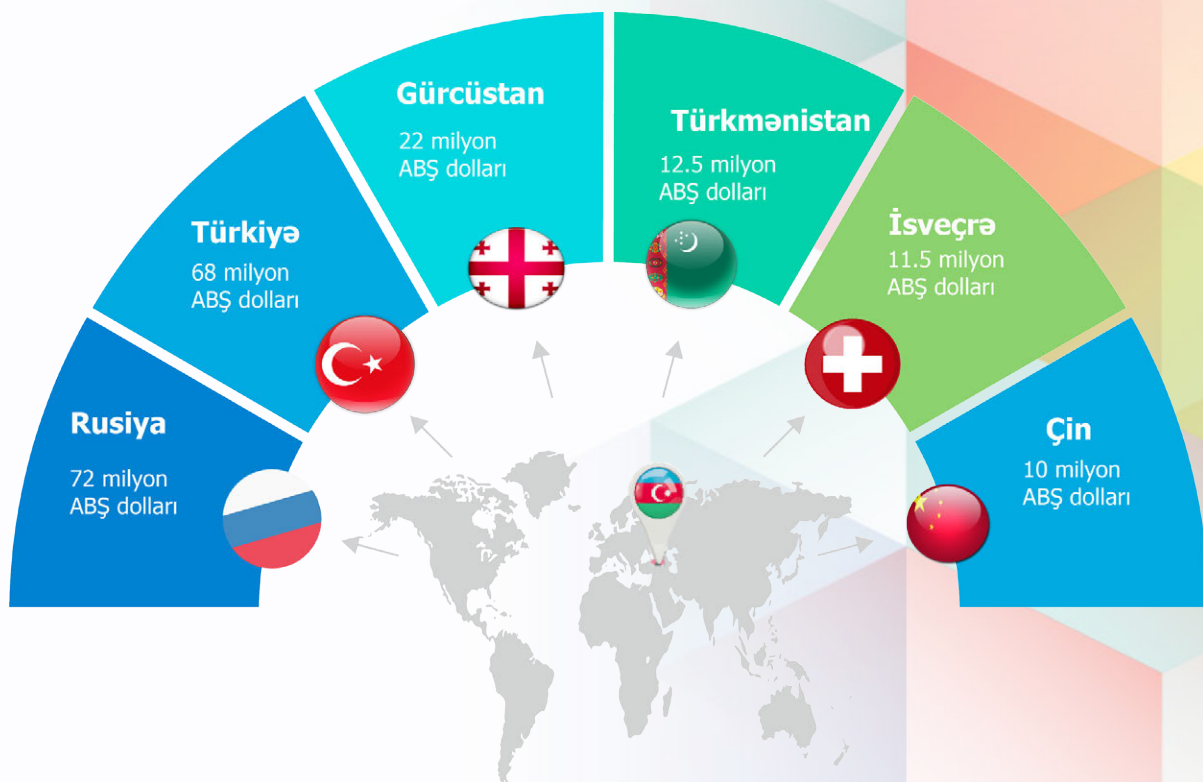 Gürcüstan
22 milyon
ABŞ dolları
Türkmənistan
12.5 milyon
ABŞ dolları
Türkiyə
68 milyon
ABŞ dolları
İsveçrə
11.5 milyon
ABŞ dolları
Rusiya
72 milyon
ABŞ dolları
Çin
10 milyon
ABŞ dolları